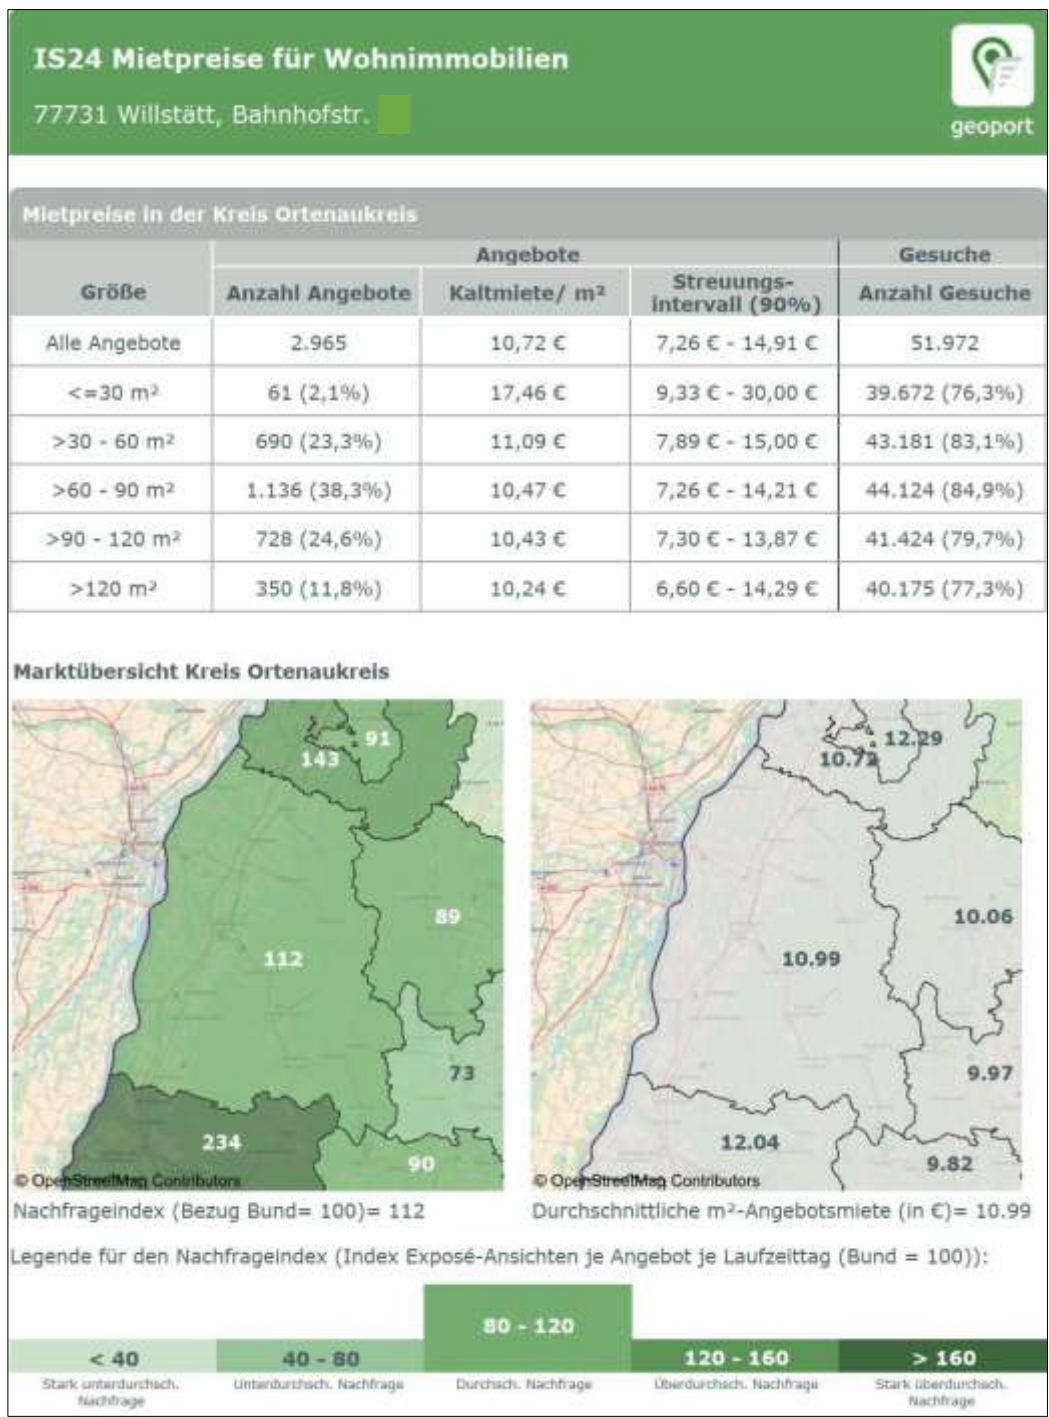 IS24 Mietpreise für Wohnimmobilien
77731 Willstätt, Bahnhofstr.
geoport
Mietpreise in der Kreis Ortenaukreis
Angebote Gesuche
Größe Anzahl Angebote Kaltmiete/ m² Streuungs-intervall (90%) Anzahl Gesuche
Alle Angebote 2.965 10,72 € 7,26 € - 14,91 € 51.972
<=30 m² 61 (2,1%) 17,46 € 9,33 € - 30,00 € 39.672 (76,3%)
>30 - 60 m² 690 (23,3%) 11,09 € 7,89 € - 15,00 € 43.181 (83,1%)
>60 - 90 m² 1.136 (38,3%) 10,47 € 7,26 € - 14,21 € 44.124 (84,9%)
>90 - 120 m² 728 (24,6%) 10,43 € 7,30 € - 13,87 € 41.424 (79,7%)
>120 m² 350 (11,8%) 10,24 € 6,60 € - 14,29 € 40.175 (77,3%)
Marktübersicht Kreis Ortenaukreis
91
143
89
112
73
234
90
© OpenStreetMap Contributors
12.29
10.72
10.06
10.99
9.97
12.04
9.82
© OpenStreetMap Contributors
Nachfrageindex (Bezug Bund= 100)= 112
Durchschnittliche m²-Angebotsmiete (in €)= 10.99
Legende für den Nachfrageindex (Index Exposé-Ansichten je Angebot je Laufzeittag (Bund = 100)):
< 40 40 - 80 80 - 120 120 - 160 > 160
Stark unterdurchsch. Nachfrage
Unterdurchsch. Nachfrage
Durchsch. Nachfrage
Überdurchsch. Nachfrage
Stark überdurchsch. Nachfrage